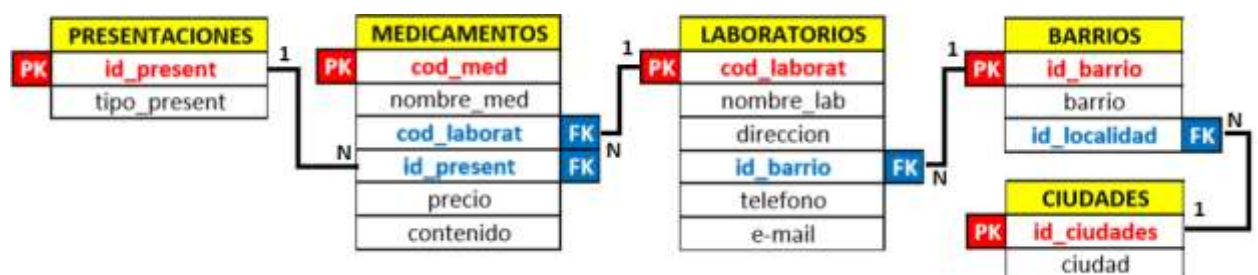 PRESENTACIONES
PK id_present 1
tipo_present
N
MEDICAMENTOS
PK cod_med
nombre_med
cod_laborat FK N
id_present FK
precio
contenido
LABORATORIOS
1 PK cod_laborat
nombre_lab
direccion
id_barrio FK N
telefono
e-mail
BARRIOS
1 PK id_barrio
barrio
id_localidad FK N
CIUDADES
PK id_ciudades 1
ciudad